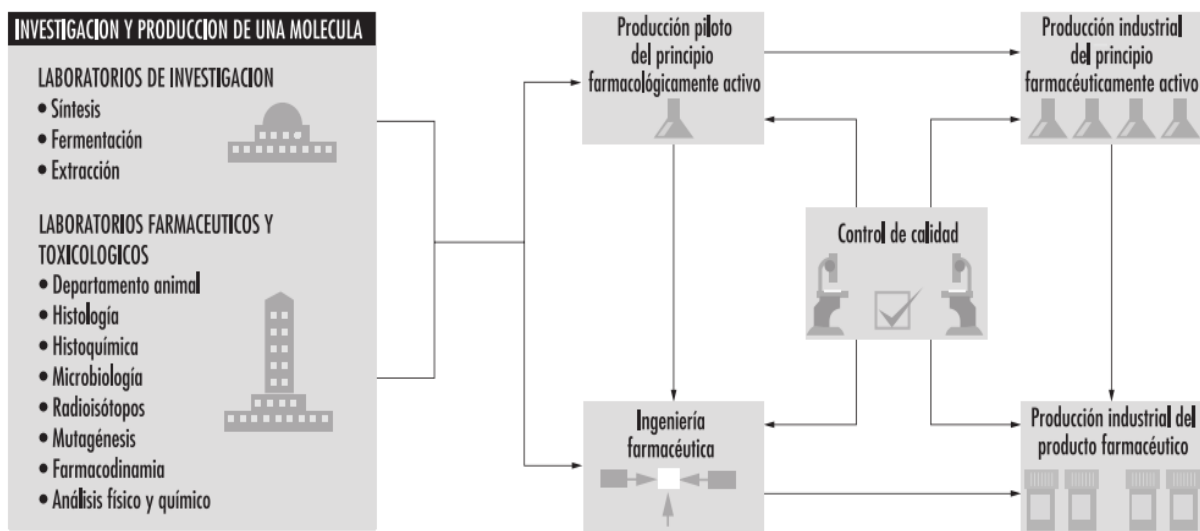 INVESTIGACION Y PRODUCCION DE UNA MOLECULA
LABORATORIOS DE INVESTIGACION
• Síntesis
• Fermentación
• Extracción
LABORATORIOS FARMACEUTICOS Y
TOXICOLOGICOS
• Departamento animal
• Histología
• Histoquímica
• Microbiología
• Radioisótopos
• Mutagénesis
• Farmacodinamia
• Análisis físico y químico
Producción piloto
del principio
farmacológicamente activo
Producción industrial
del principio
farmacéuticamente activo
Control de calidad
Ingeniería
farmacéutica
Producción industrial del
producto farmacéutico